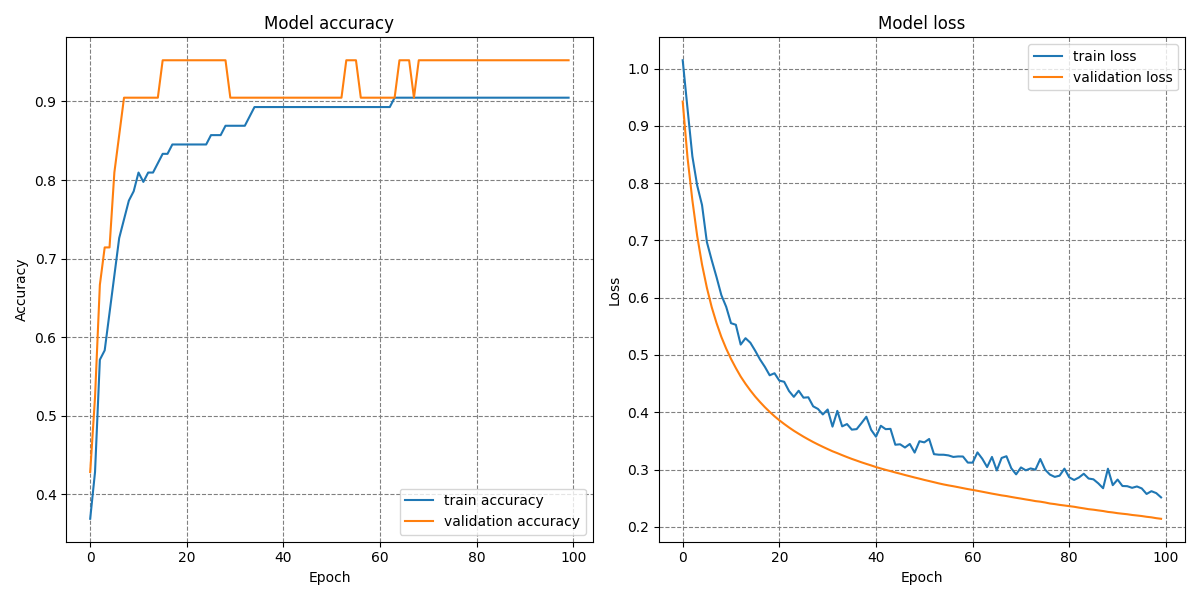 Model accuracy
Accuracy
0.9
0.8
0.7
0.6
0.5
0.4
train accuracy
validation accuracy
0 20 40 60 80 100
Epoch
Model loss
Loss
1.0
0.9
0.8
0.7
0.6
0.5
0.4
0.3
0.2
train loss
validation loss
0 20 40 60 80 100
Epoch